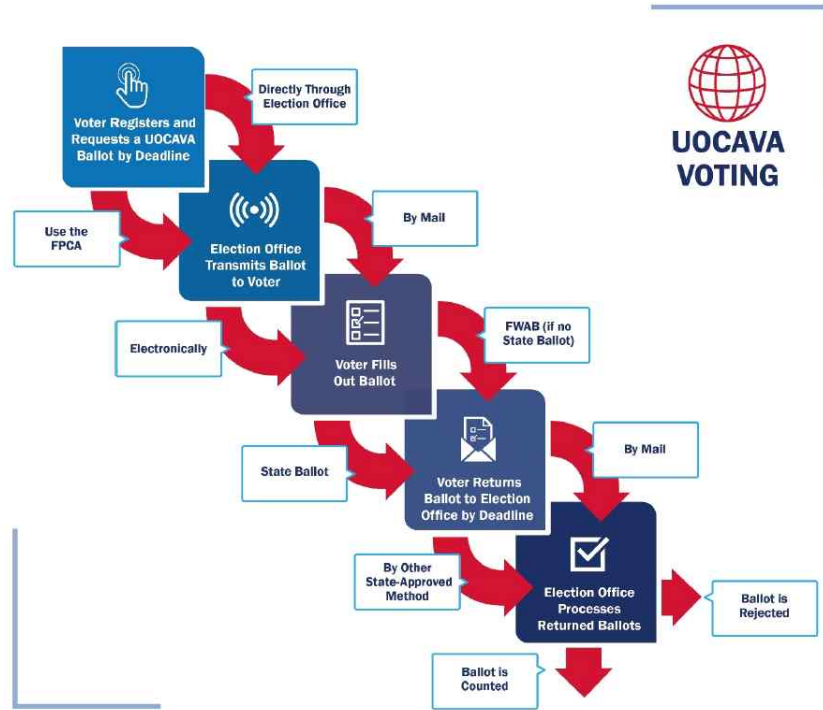 Voter Registers and
Requests a UOCAVA
Ballot by Deadline
Directly Through
Election Office
UOCAVA
VOTING
Use the
FPCA
Election Office
Transmits Ballot
to Voter
By Mail
Electronically
Voter Fills
Out Ballot
FWAB (if no
State Ballot)
State Ballot
Voter Returns
Ballot to Election
Office by Deadline
By Mail
By Other
State-Approved
Method
Election Office
Processes
Returned Ballots
Ballot is
Rejected
Ballot is
Counted